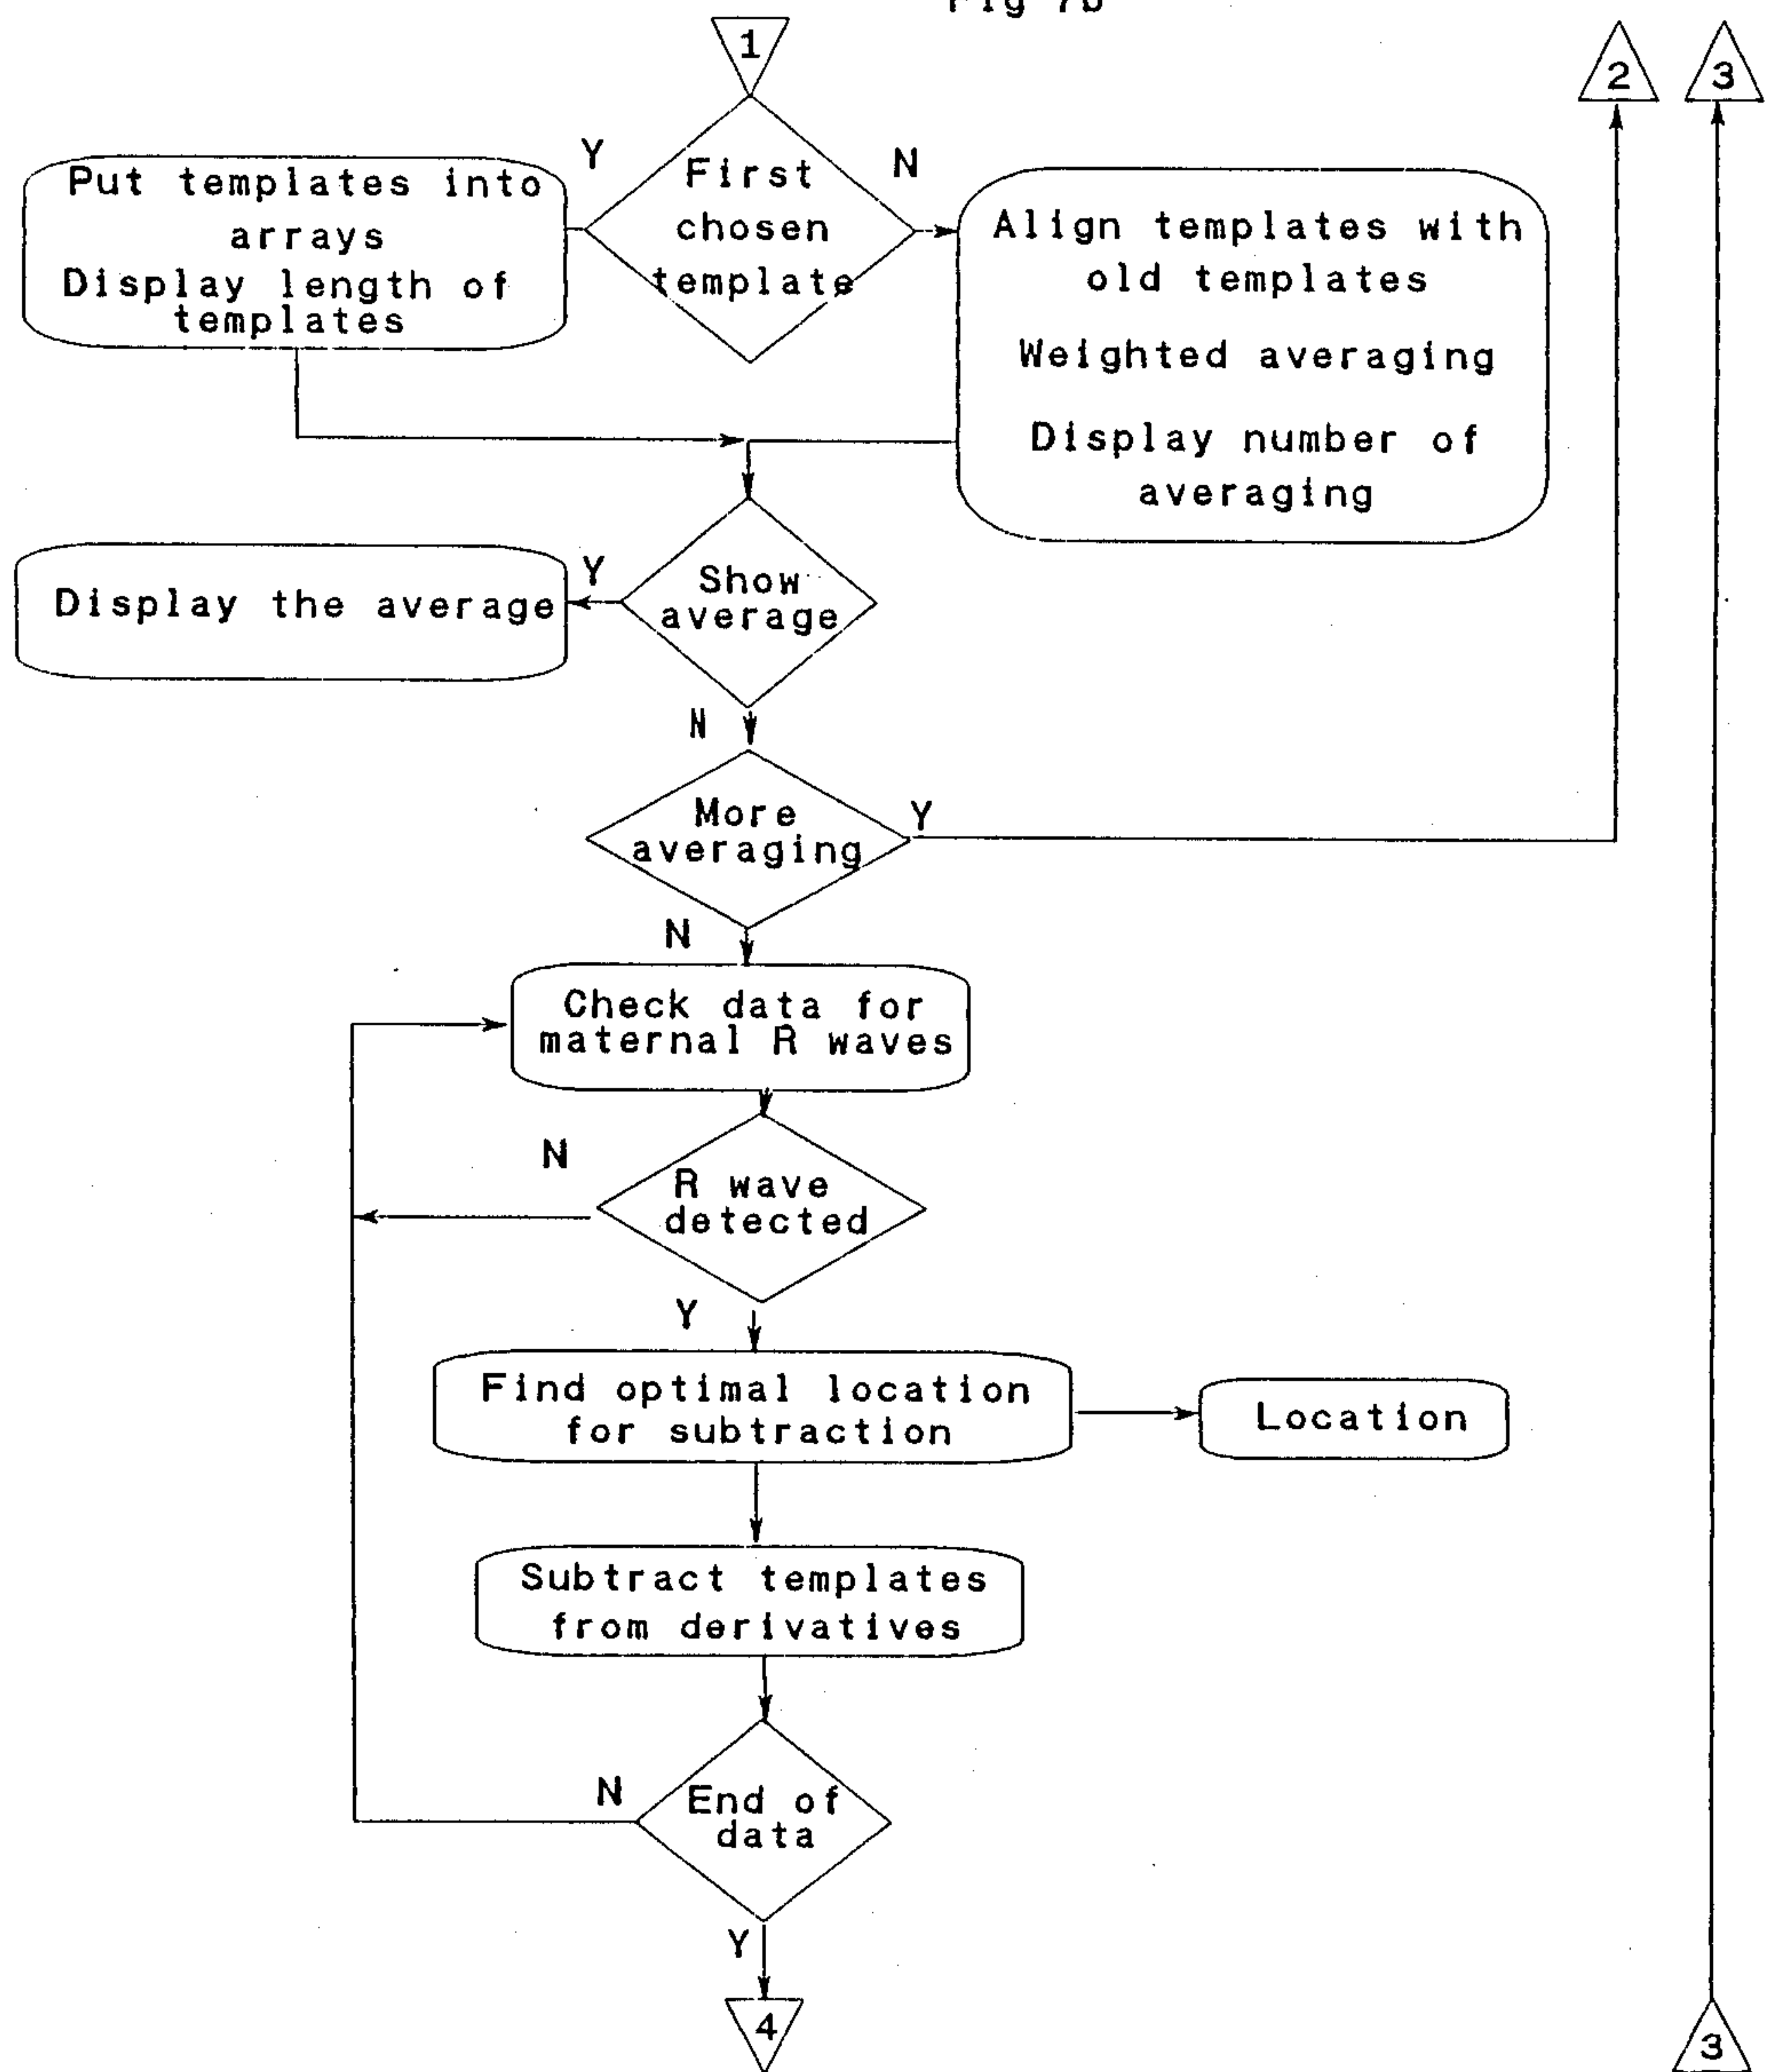 Fig 7b
1
2
3
Y
First
chosen
template
N
Put templates into
arrays
Display length of
templates
Align templates with
old templates
Weighted averaging
Display number of
averaging
Y
Show
average
Display the average
N
More
averaging
Y
N
Check data for
maternal R waves
N
R wave
detected
Y
Find optimal location
for subtraction
Location
Subtract templates
from derivatives
N
End of
data
Y
4
3